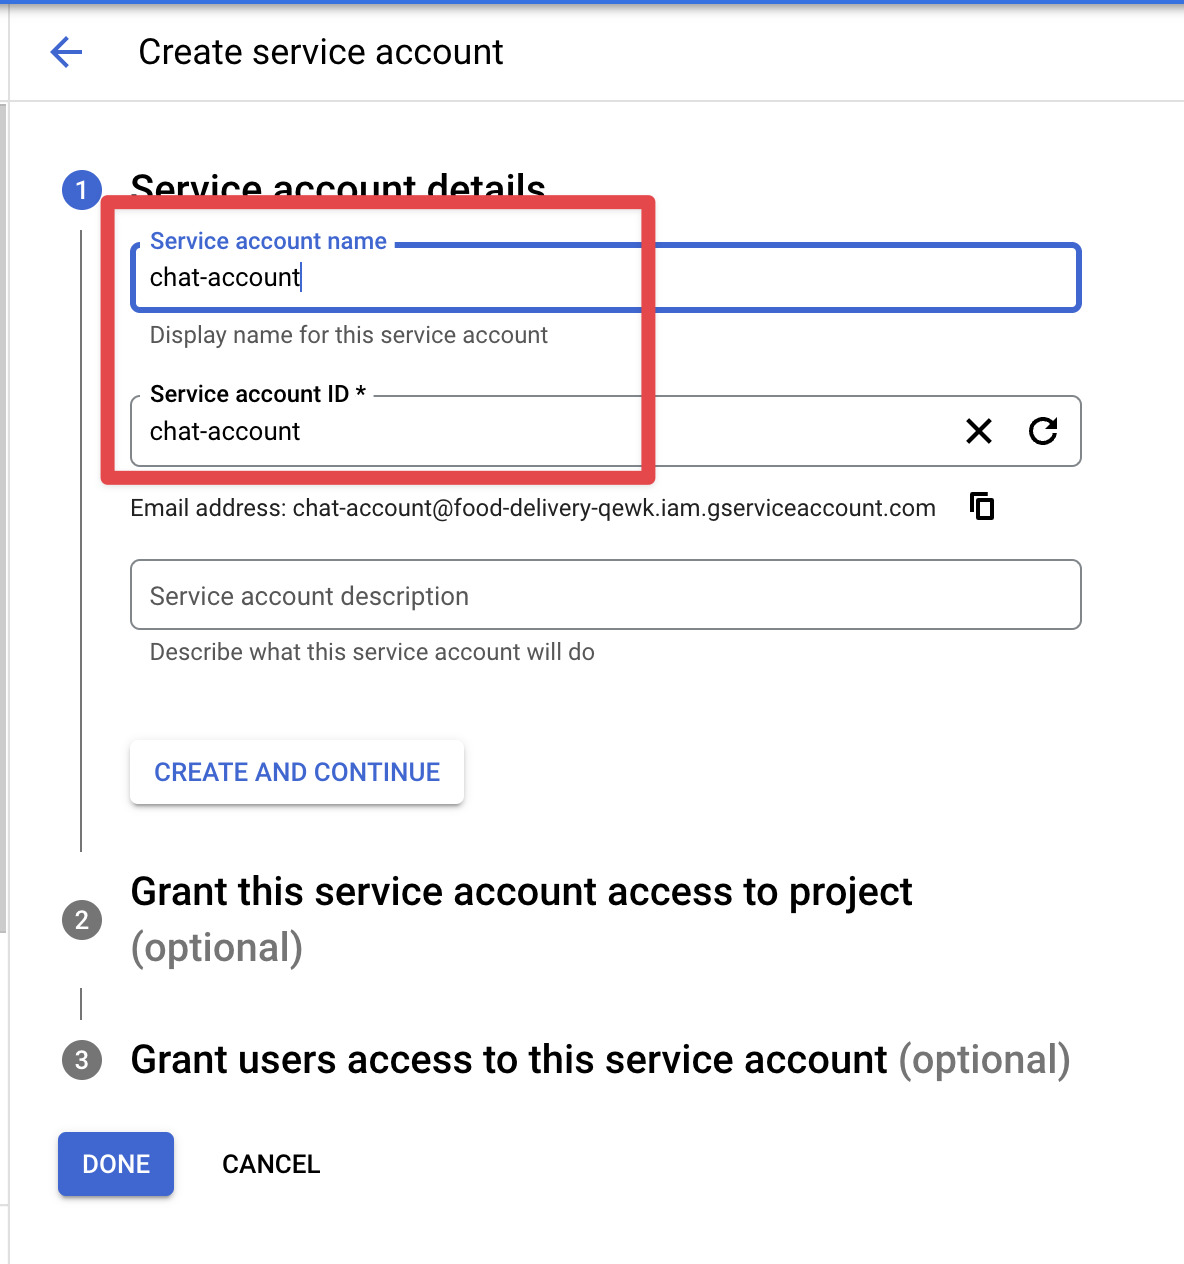 Create service account
1 Service account details
Service account name
chat-account
Display name for this service account
Service account ID *
chat-account
Email address: chat-account@food-delivery-qewk.iam.gserviceaccount.com
Service account description
Describe what this service account will do
CREATE AND CONTINUE
2 Grant this service account access to project
(optional)
3 Grant users access to this service account (optional)
DONE CANCEL